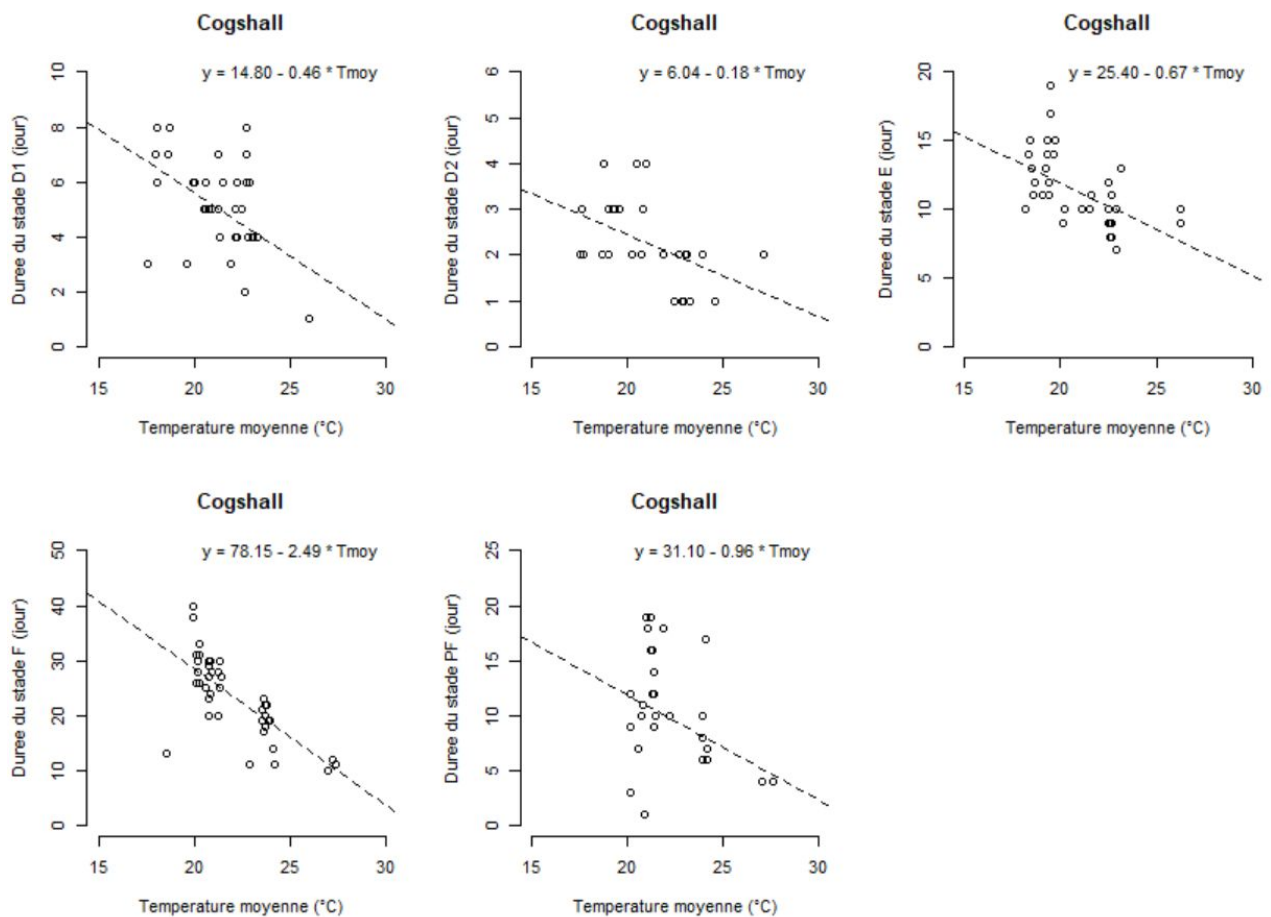 Cogshall
y = 14.80 - 0.46 * Tmoy
Duree du stade D1 (jour)
0 2 4 6 8 10
15 20 25 30
Temperature moyenne (°C)
Cogshall
y = 6.04 - 0.18 * Tmoy
Duree du stade D2 (jour)
0 1 2 3 4 5 6
15 20 25 30
Temperature moyenne (°C)
Cogshall
y = 25.40 - 0.67 * Tmoy
Duree du stade E (jour)
0 5 10 15 20
15 20 25 30
Temperature moyenne (°C)
Cogshall
y = 78.15 - 2.49 * Tmoy
Duree du stade F (jour)
0 10 20 30 40 50
15 20 25 30
Temperature moyenne (°C)
Cogshall
y = 31.10 - 0.96 * Tmoy
Duree du stade PF (jour)
0 5 10 15 20 25
15 20 25 30
Temperature moyenne (°C)